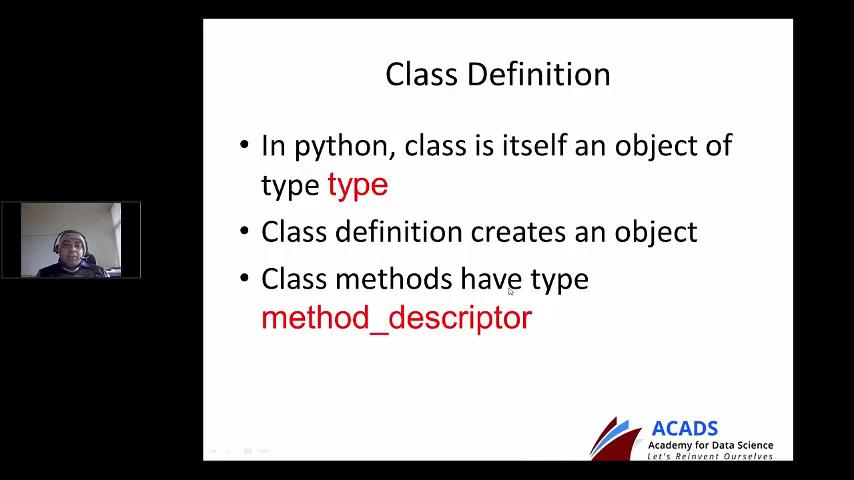 Class Definition
• In python, class is itself an object of
type type
• Class definition creates an object
• Class methods have type
method_descriptor
ACADS
Academy for Data Science
Let's Reinvent Ourselves